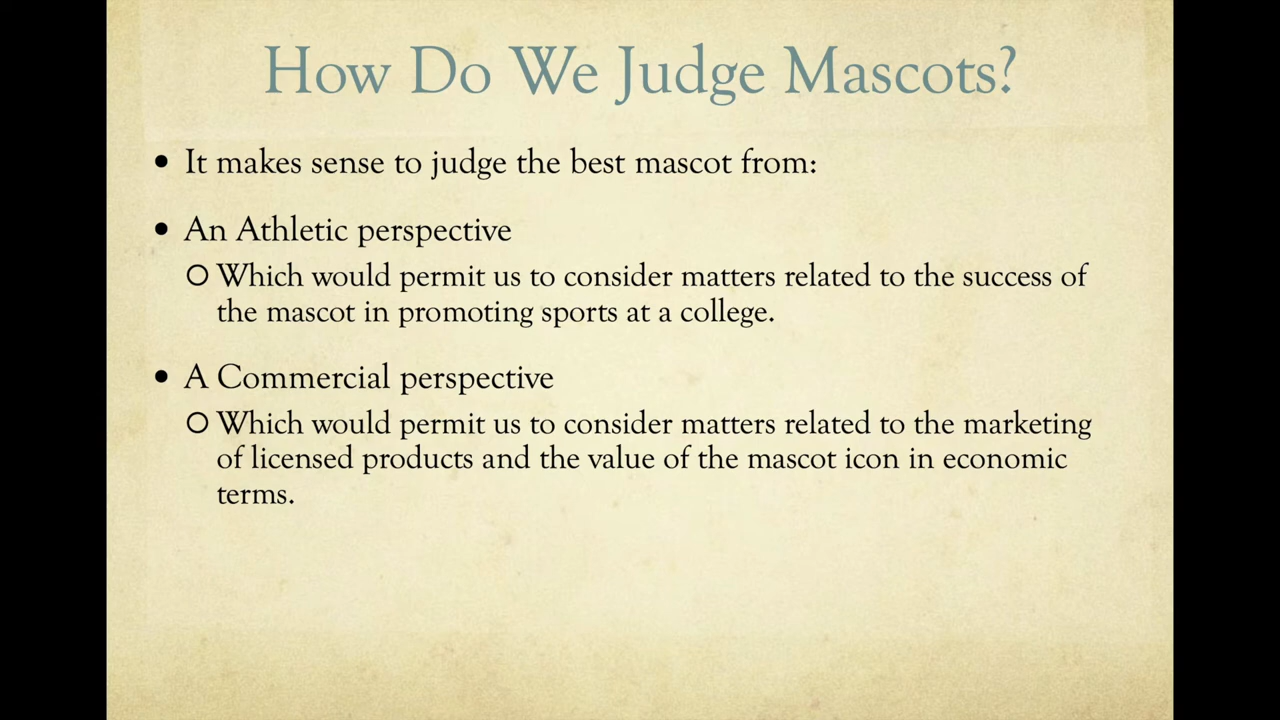 How Do We Judge Mascots?
• It makes sense to judge the best mascot from:
• An Athletic perspective
○ Which would permit us to consider matters related to the success of
the mascot in promoting sports at a college.
• A Commercial perspective
○ Which would permit us to consider matters related to the marketing
of licensed products and the value of the mascot icon in economic
terms.